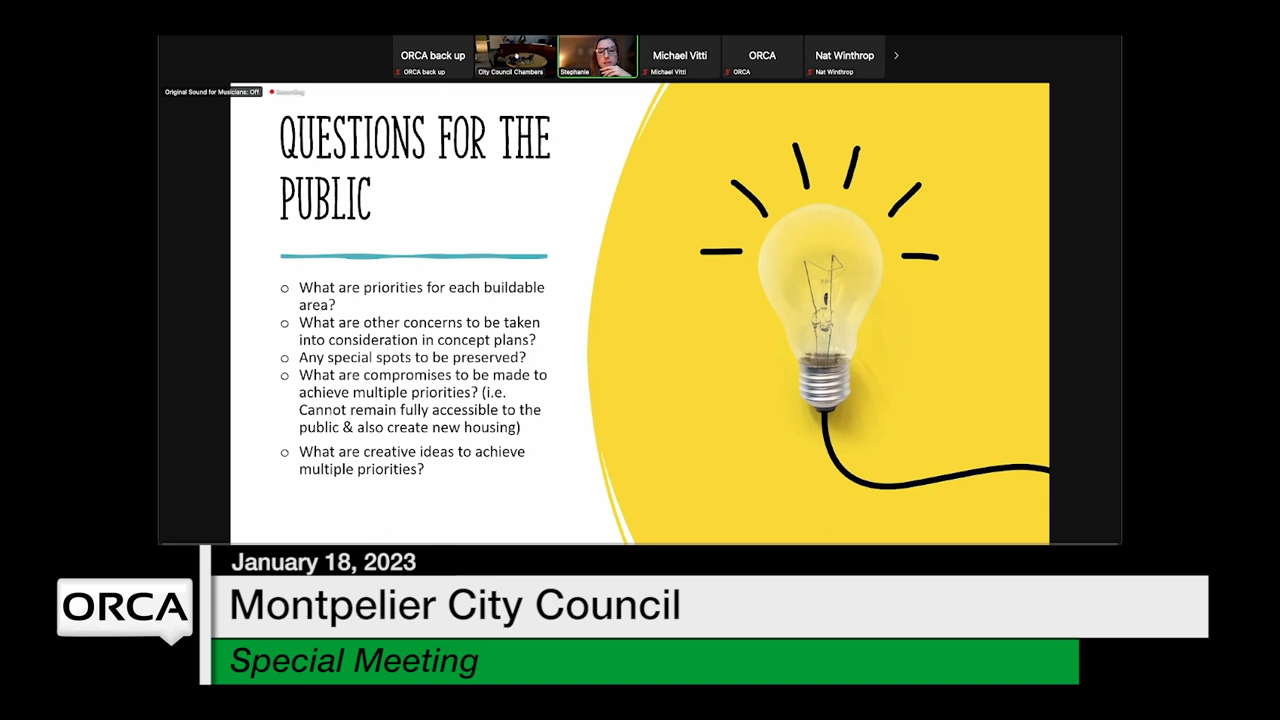 ORCA back up
Michael Vitti
ORCA
Nat Winthrop
ORCA back up
City Council Chambers
Stephanie
Michael Vitti
ORCA
Nat Winthrop
Original Sound for Musicians: Off
Recording
QUESTIONS FOR THE
PUBLIC
o What are priorities for each buildable
area?
o What are other concerns to be taken
into consideration in concept plans?
o Any special spots to be preserved?
o What are compromises to be made to
achieve multiple priorities? (i.e.
Cannot remain fully accessible to the
public & also create new housing)
o What are creative ideas to achieve
multiple priorities?
January 18, 2023
ORCA
Montpelier City Council
Special Meeting